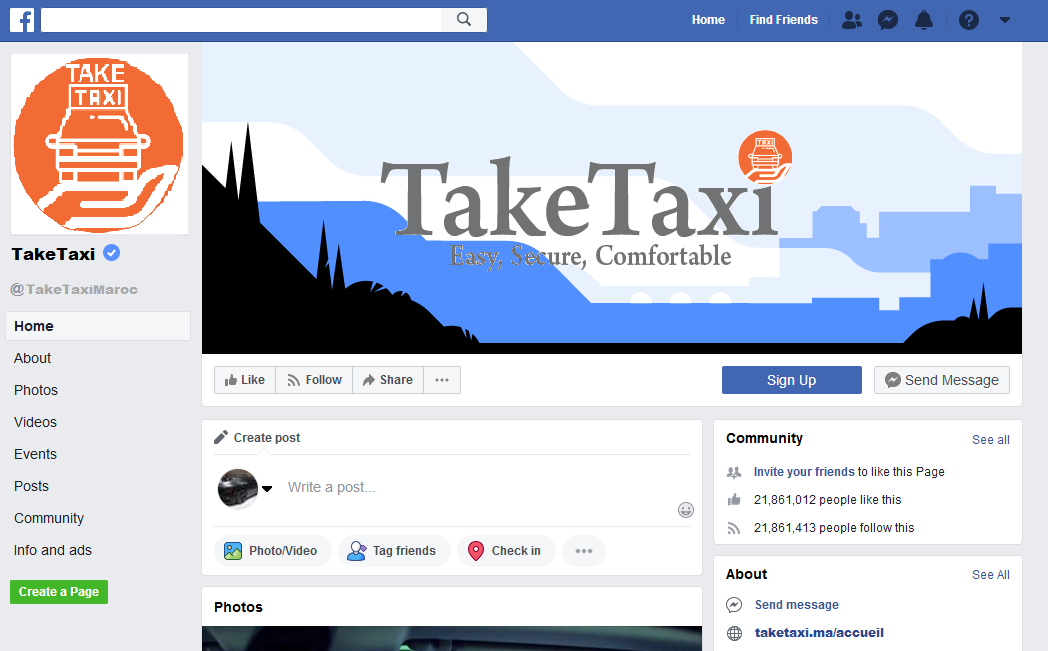 f
Home
Find Friends
?
TAKE
TAXI
TakeTaxi
@TakeTaxiMaroc
Home
About
Photos
Videos
Events
Posts
Community
Info and ads
Create a Page
TAXI
TakeTaxi
Easy, Secure, Comfortable
Like
Follow
Share
Sign Up
Send Message
Create post
Write a post...
Photo/Video
Tag friends
Check in
Photos
Community
See all
Invite your friends to like this Page
21,861,012 people like this
21,861,413 people follow this
About
See All
Send message
taketaxi.ma/accueil